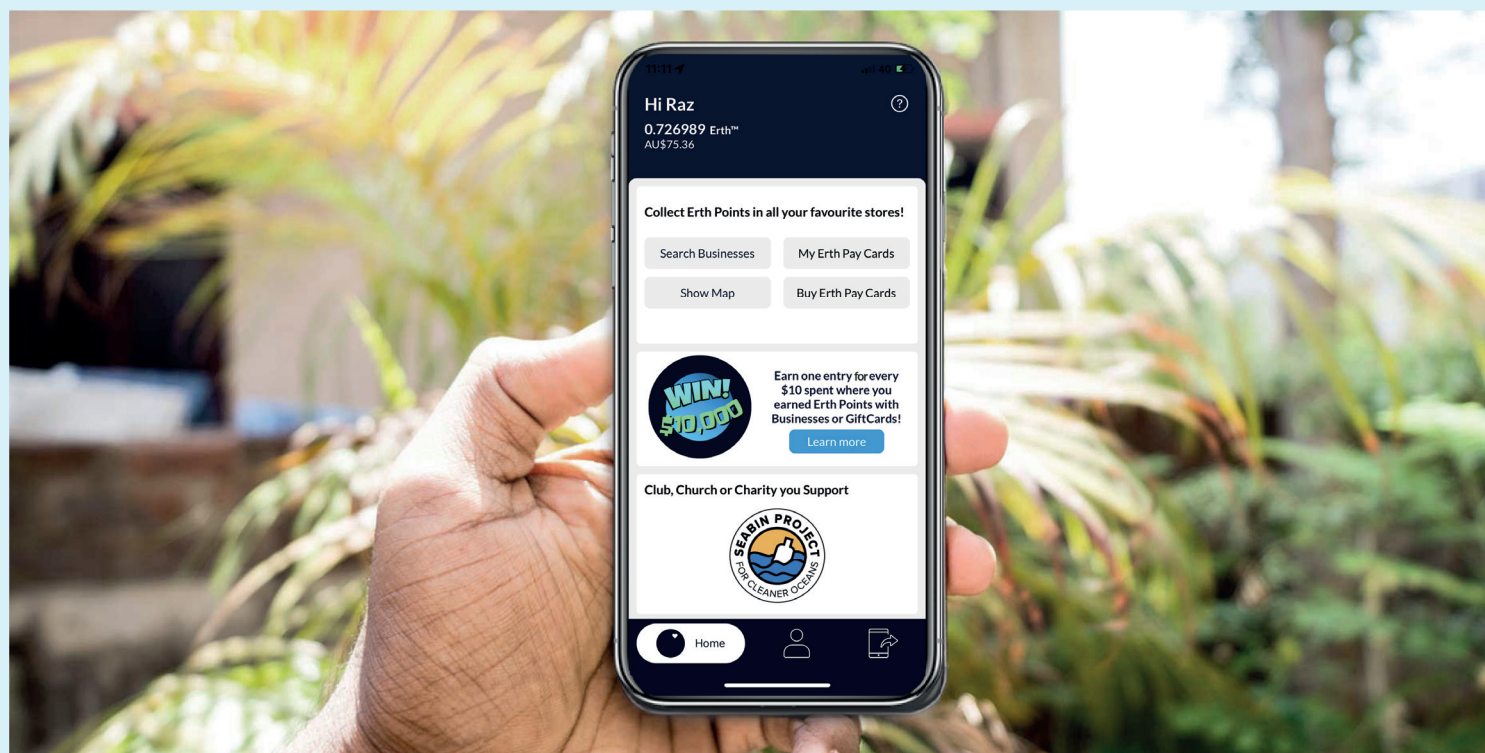 11:11
4G
Hi Raz
0.726989 Erth™
AU$75.36
?
Collect Erth Points in all your favourite stores!
Search Businesses
My Erth Pay Cards
Show Map
Buy Erth Pay Cards
WIN!
$10,000
Earn one entry for every
$10 spent where you
earned Erth Points with
Businesses or GiftCards!
Learn more
Club, Church or Charity you Support
SEABIN PROJECT
FOR CLEANER OCEANS
Home